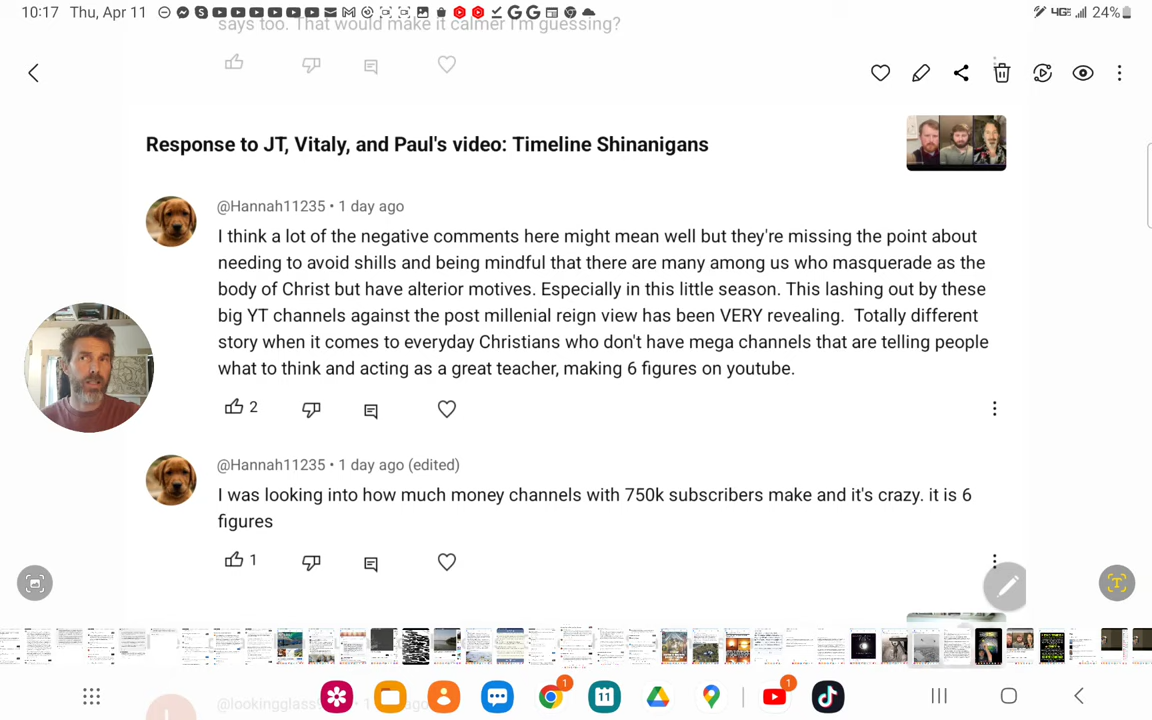 10:17 Thu, Apr 11
4G 24%
says too. That would make it calmer I'm guessing?
Response to JT, Vitaly, and Paul's video: Timeline Shinanigans
@Hannah11235 • 1 day ago
I think a lot of the negative comments here might mean well but they're missing the point about
needing to avoid shills and being mindful that there are many among us who masquerade as the
body of Christ but have alterior motives. Especially in this little season. This lashing out by these
big YT channels against the post millenial reign view has been VERY revealing. Totally different
story when it comes to everyday Christians who don't have mega channels that are telling people
what to think and acting as a great teacher, making 6 figures on youtube.
2
@Hannah11235 • 1 day ago (edited)
I was looking into how much money channels with 750k subscribers make and it's crazy. it is 6
figures
1
T
1
11
1